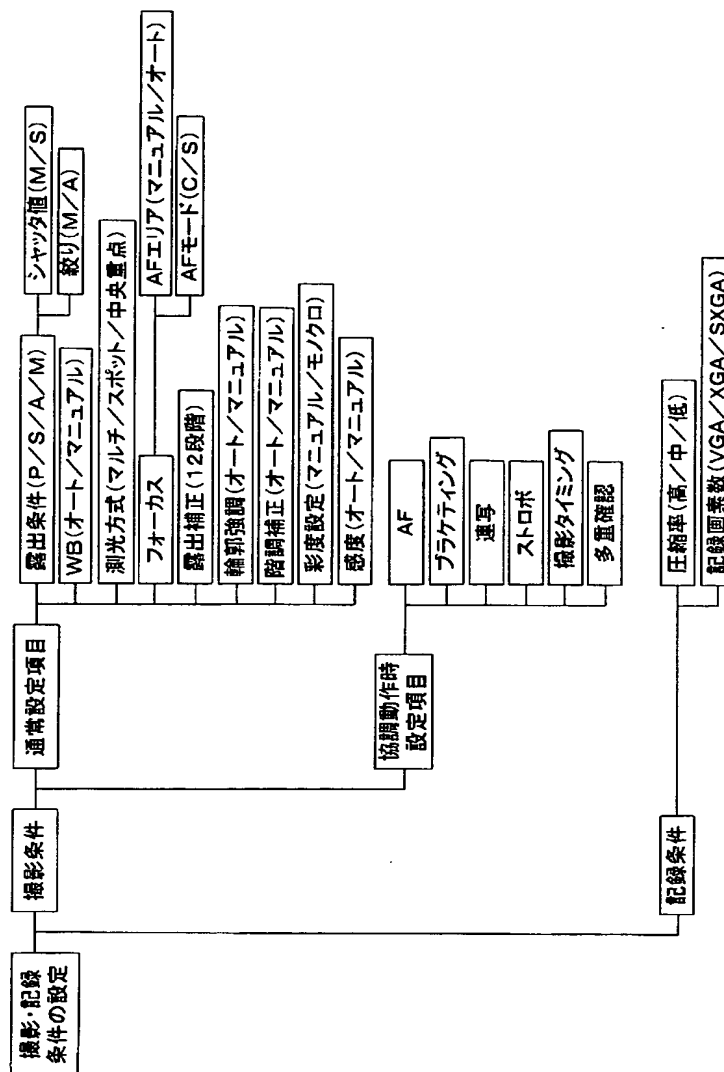 撮影・記録
条件の設定
撮影条件
通常設定項目
露出条件(P/S/A/M)
シャッタ値(M/S)
絞り(M/A)
WB(オート/マニュアル)
測光方式(マルチ/スポット/中央重点)
フォーカス
AFエリア(マニュアル/オート)
AFモード(C/S)
露出補正(12段階)
輪郭強調(オート/マニュアル)
階調補正(オート/マニュアル)
彩度設定(マニュアル/モノクロ)
感度(オート/マニュアル)
協調動作時
設定項目
AF
ブラケティング
連写
ストロボ
撮影タイミング
多重確認
記録条件
圧縮率(高/中/低)
記録画素数(VGA/XGA/SXGA)